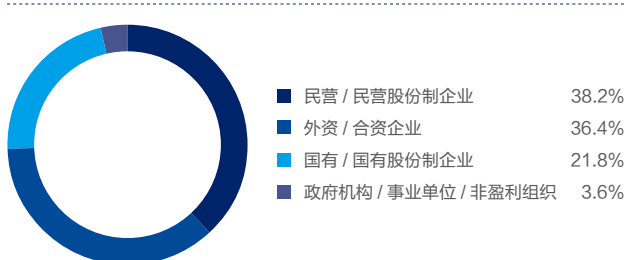 民营 / 民营股份制企业 38.2%
外资 / 合资企业 36.4%
国有 / 国有股份制企业 21.8%
政府机构 / 事业单位 / 非盈利组织 3.6%